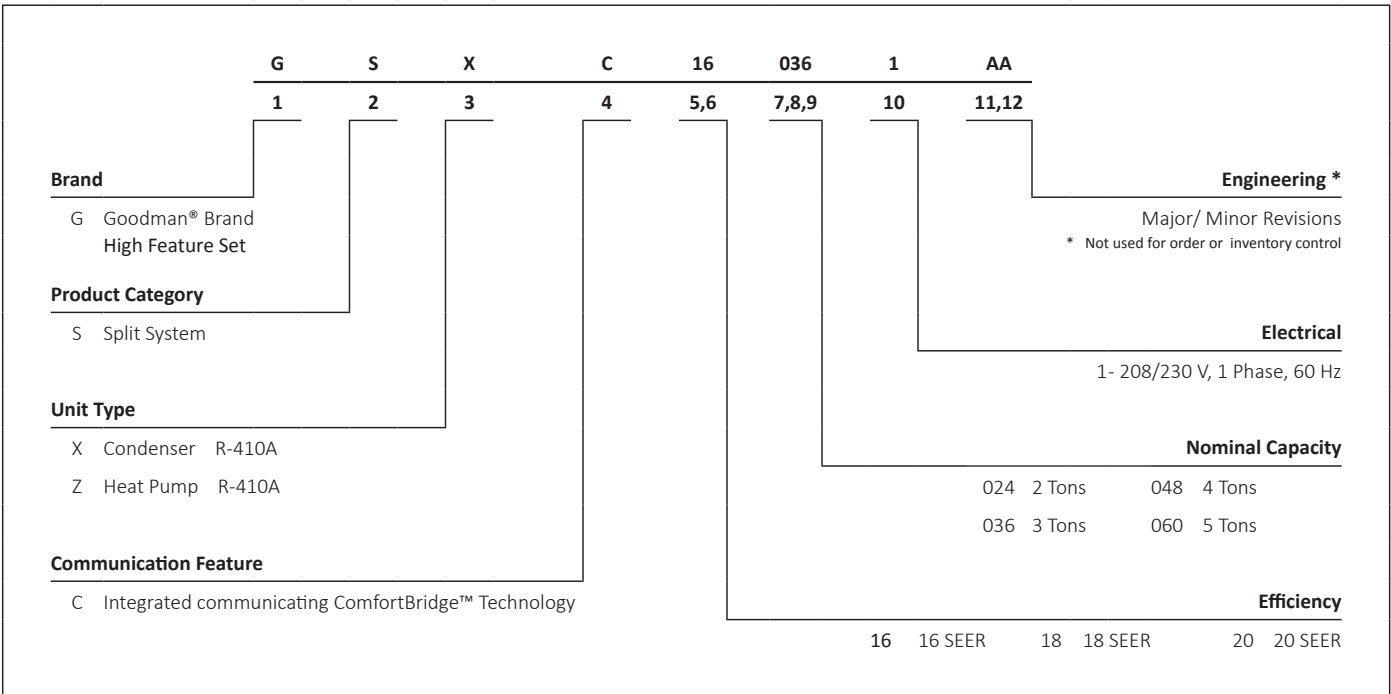 G S X C 16 036 1 AA
1 2 3 4 5,6 7,8,9 10 11,12
Brand
G Goodman® Brand
High Feature Set
Product Category
S Split System
Unit Type
X Condenser R-410A
Z Heat Pump R-410A
Communication Feature
C Integrated communicating ComfortBridge™ Technology
Engineering *
Major/ Minor Revisions
* Not used for order or inventory control
Electrical
1- 208/230 V, 1 Phase, 60 Hz
Nominal Capacity
024 2 Tons 048 4 Tons
036 3 Tons 060 5 Tons
Efficiency
16 16 SEER 18 18 SEER 20 20 SEER